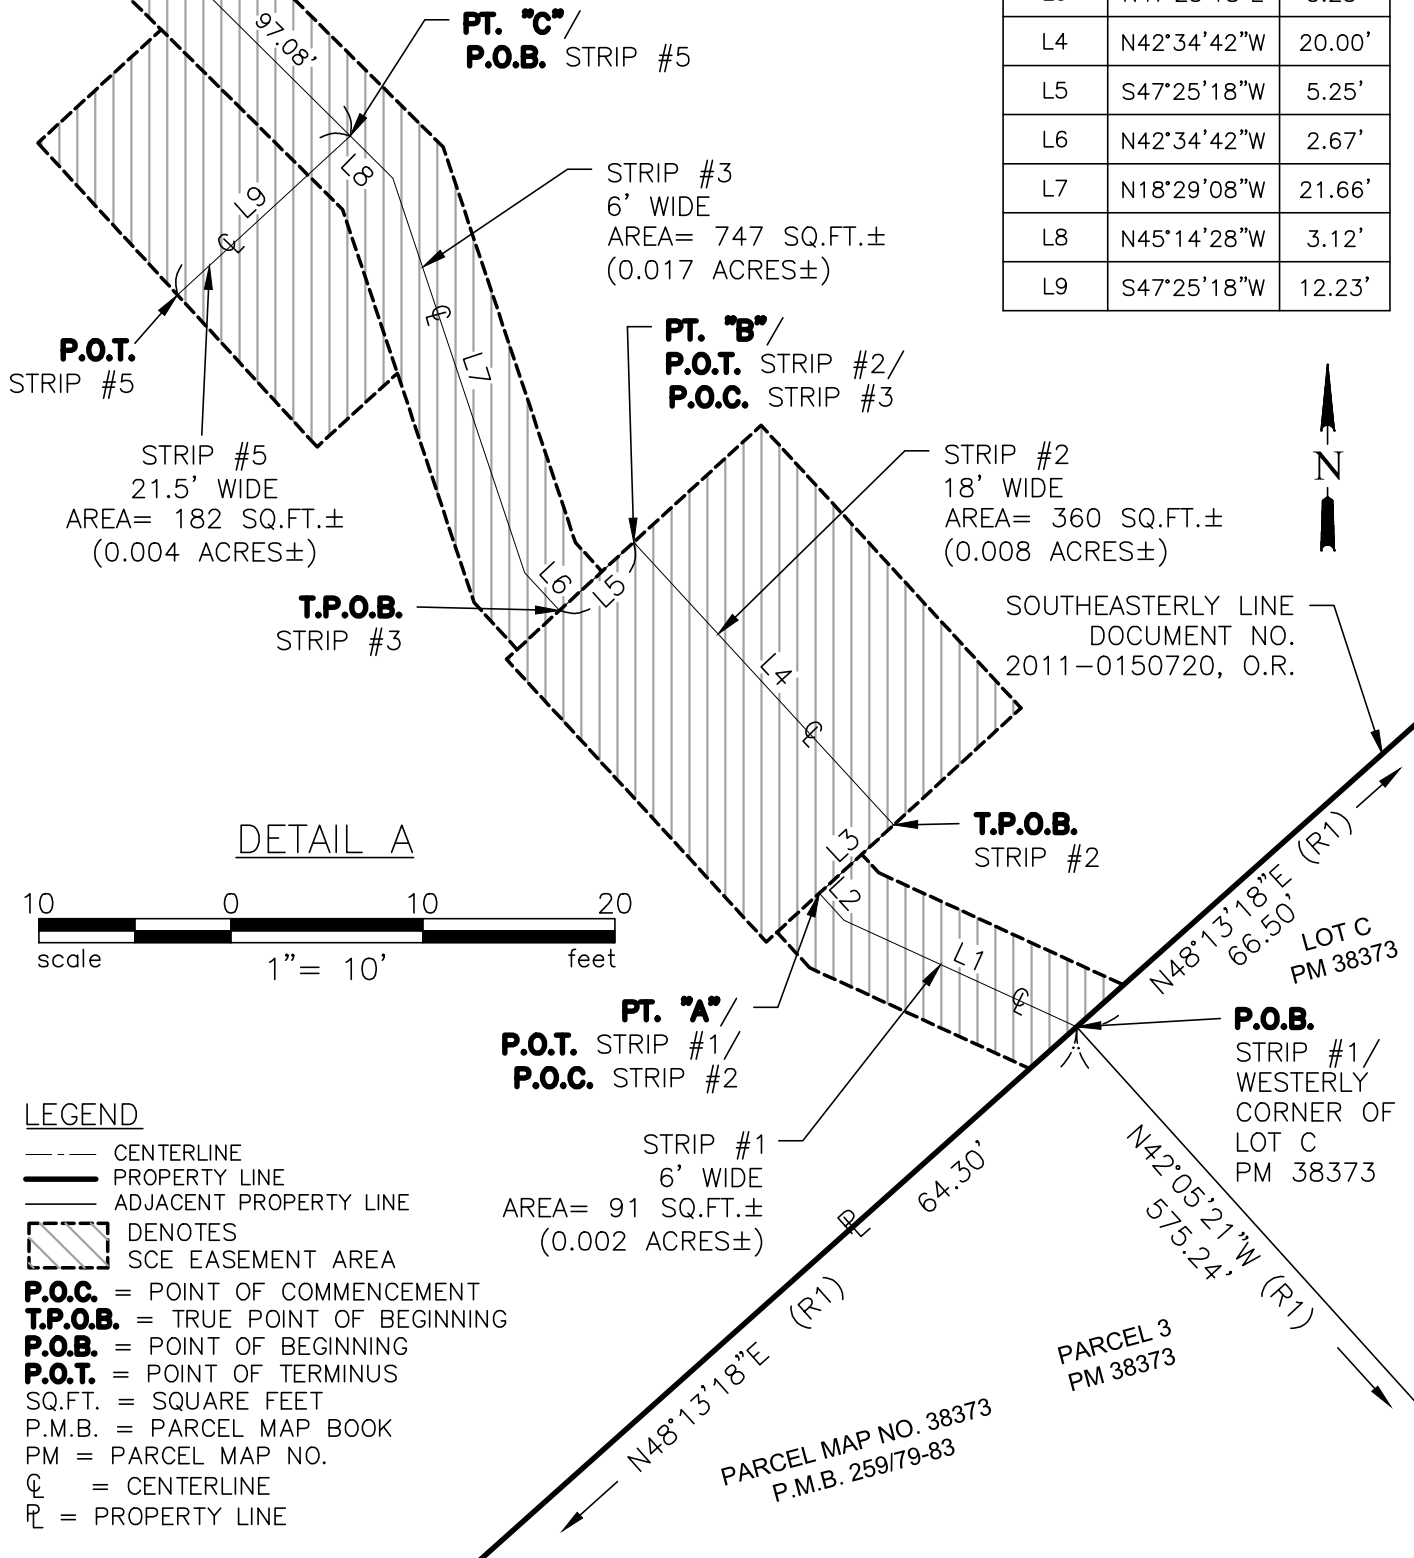 97.08'
PT. "C"/
P.O.B. STRIP #5
L4 N42°34'42"W 20.00'
L5 S47°25'18"W 5.25'
L6 N42°34'42"W 2.67'
L7 N18°29'08"W 21.66'
L8 N45°14'28"W 3.12'
L9 S47°25'18"W 12.23'
L8
L9
℄
STRIP #3
6' WIDE
AREA= 747 SQ.FT.±
(0.017 ACRES±)
℄
L7
P.O.T.
STRIP #5
PT. "B"/
P.O.T. STRIP #2/
P.O.C. STRIP #3
STRIP #5
21.5' WIDE
AREA= 182 SQ.FT.±
(0.004 ACRES±)
STRIP #2
18' WIDE
AREA= 360 SQ.FT.±
(0.008 ACRES±)
N
L6
L5
T.P.O.B.
STRIP #3
SOUTHEASTERLY LINE
DOCUMENT NO.
2011-0150720, O.R.
L4
℄
T.P.O.B.
STRIP #2
DETAIL A
10 0 10 20
scale 1"= 10' feet
L3
L2
L1
℄
N48°13'18"E (R1)
66.50'
LOT C
PM 38373
PT. "A"/
P.O.T. STRIP #1/
P.O.C. STRIP #2
P.O.B.
STRIP #1/
WESTERLY
CORNER OF
LOT C
PM 38373
STRIP #1
6' WIDE
AREA= 91 SQ.FT.±
(0.002 ACRES±)
64.30'
N42°05'21"W (R1)
575.24'
N48°13'18"E (R1)
PARCEL 3
PM 38373
PARCEL MAP NO. 38373
P.M.B. 259/79-83
LEGEND
CENTERLINE
PROPERTY LINE
ADJACENT PROPERTY LINE
DENOTES
SCE EASEMENT AREA
P.O.C. = POINT OF COMMENCEMENT
T.P.O.B. = TRUE POINT OF BEGINNING
P.O.B. = POINT OF BEGINNING
P.O.T. = POINT OF TERMINUS
SQ.FT. = SQUARE FEET
P.M.B. = PARCEL MAP BOOK
PM = PARCEL MAP NO.
℄ = CENTERLINE
PL = PROPERTY LINE